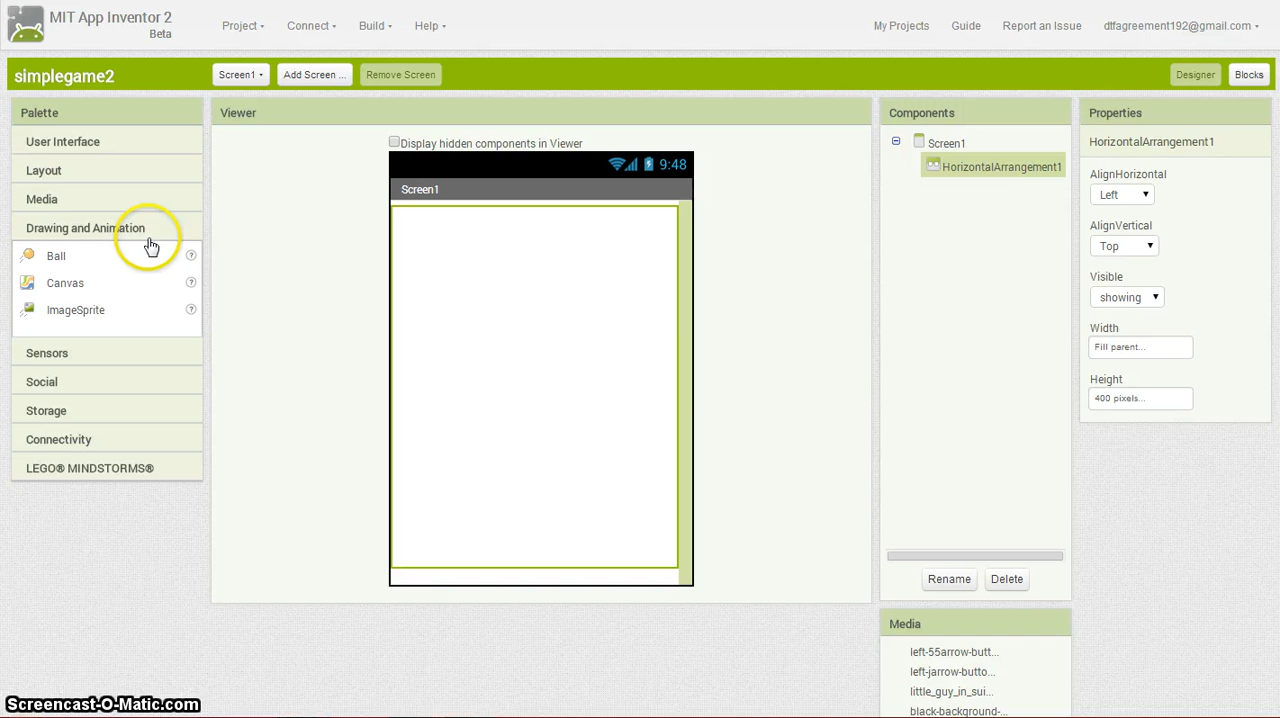 MIT App Inventor 2
Beta
Project
Connect
Build
Help
My Projects
Guide
Report an Issue
dtfagreement192@gmail.com
simplegame2
Screen1
Add Screen ...
Remove Screen
Designer
Blocks
Palette
User Interface
Layout
Media
Drawing and Animation
Ball
?
Canvas
?
ImageSprite
?
Sensors
Social
Storage
Connectivity
LEGO® MINDSTORMS®
Viewer
Display hidden components in Viewer
9:48
Screen1
Components
Screen1
HorizontalArrangement1
Rename
Delete
Media
left-55arrow-butt...
left-jarrow-butto...
little_guy_in_sui...
black-background-...
Properties
HorizontalArrangement1
AlignHorizontal
Left
AlignVertical
Top
Visible
showing
Width
Fill parent...
Height
400 pixels...
Screencast-O-Matic.com